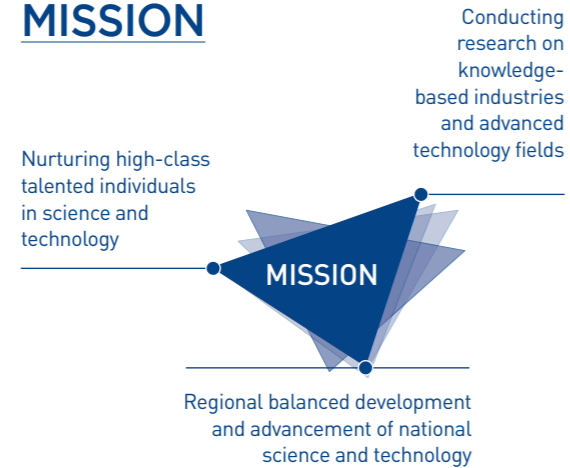 MISSION
Conducting
research on
knowledge-
based industries
and advanced
technology fields
Nurturing high-class
talented individuals
in science and
technology
MISSION
Regional balanced development
and advancement of national
science and technology